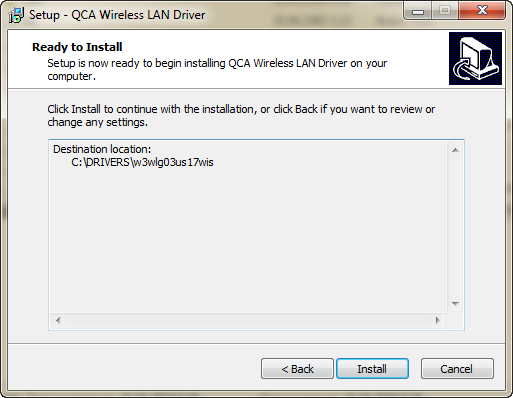 Setup - QCA Wireless LAN Driver
Ready to Install
Setup is now ready to begin installing QCA Wireless LAN Driver on your
computer.
Click Install to continue with the installation, or click Back if you want to review or
change any settings.
Destination location:
C:\DRIVERS\w3wlg03us17wis
< Back
Install
Cancel